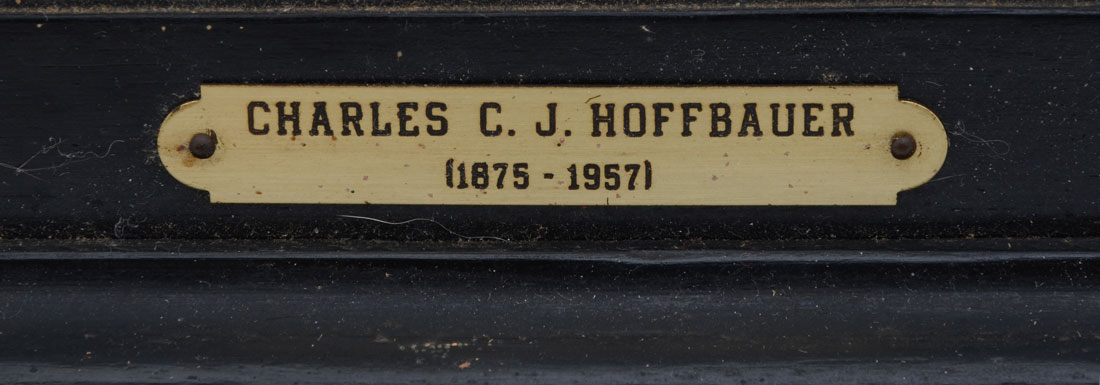 CHARLES C. J. HOFFBAUER
(1875 - 1957)